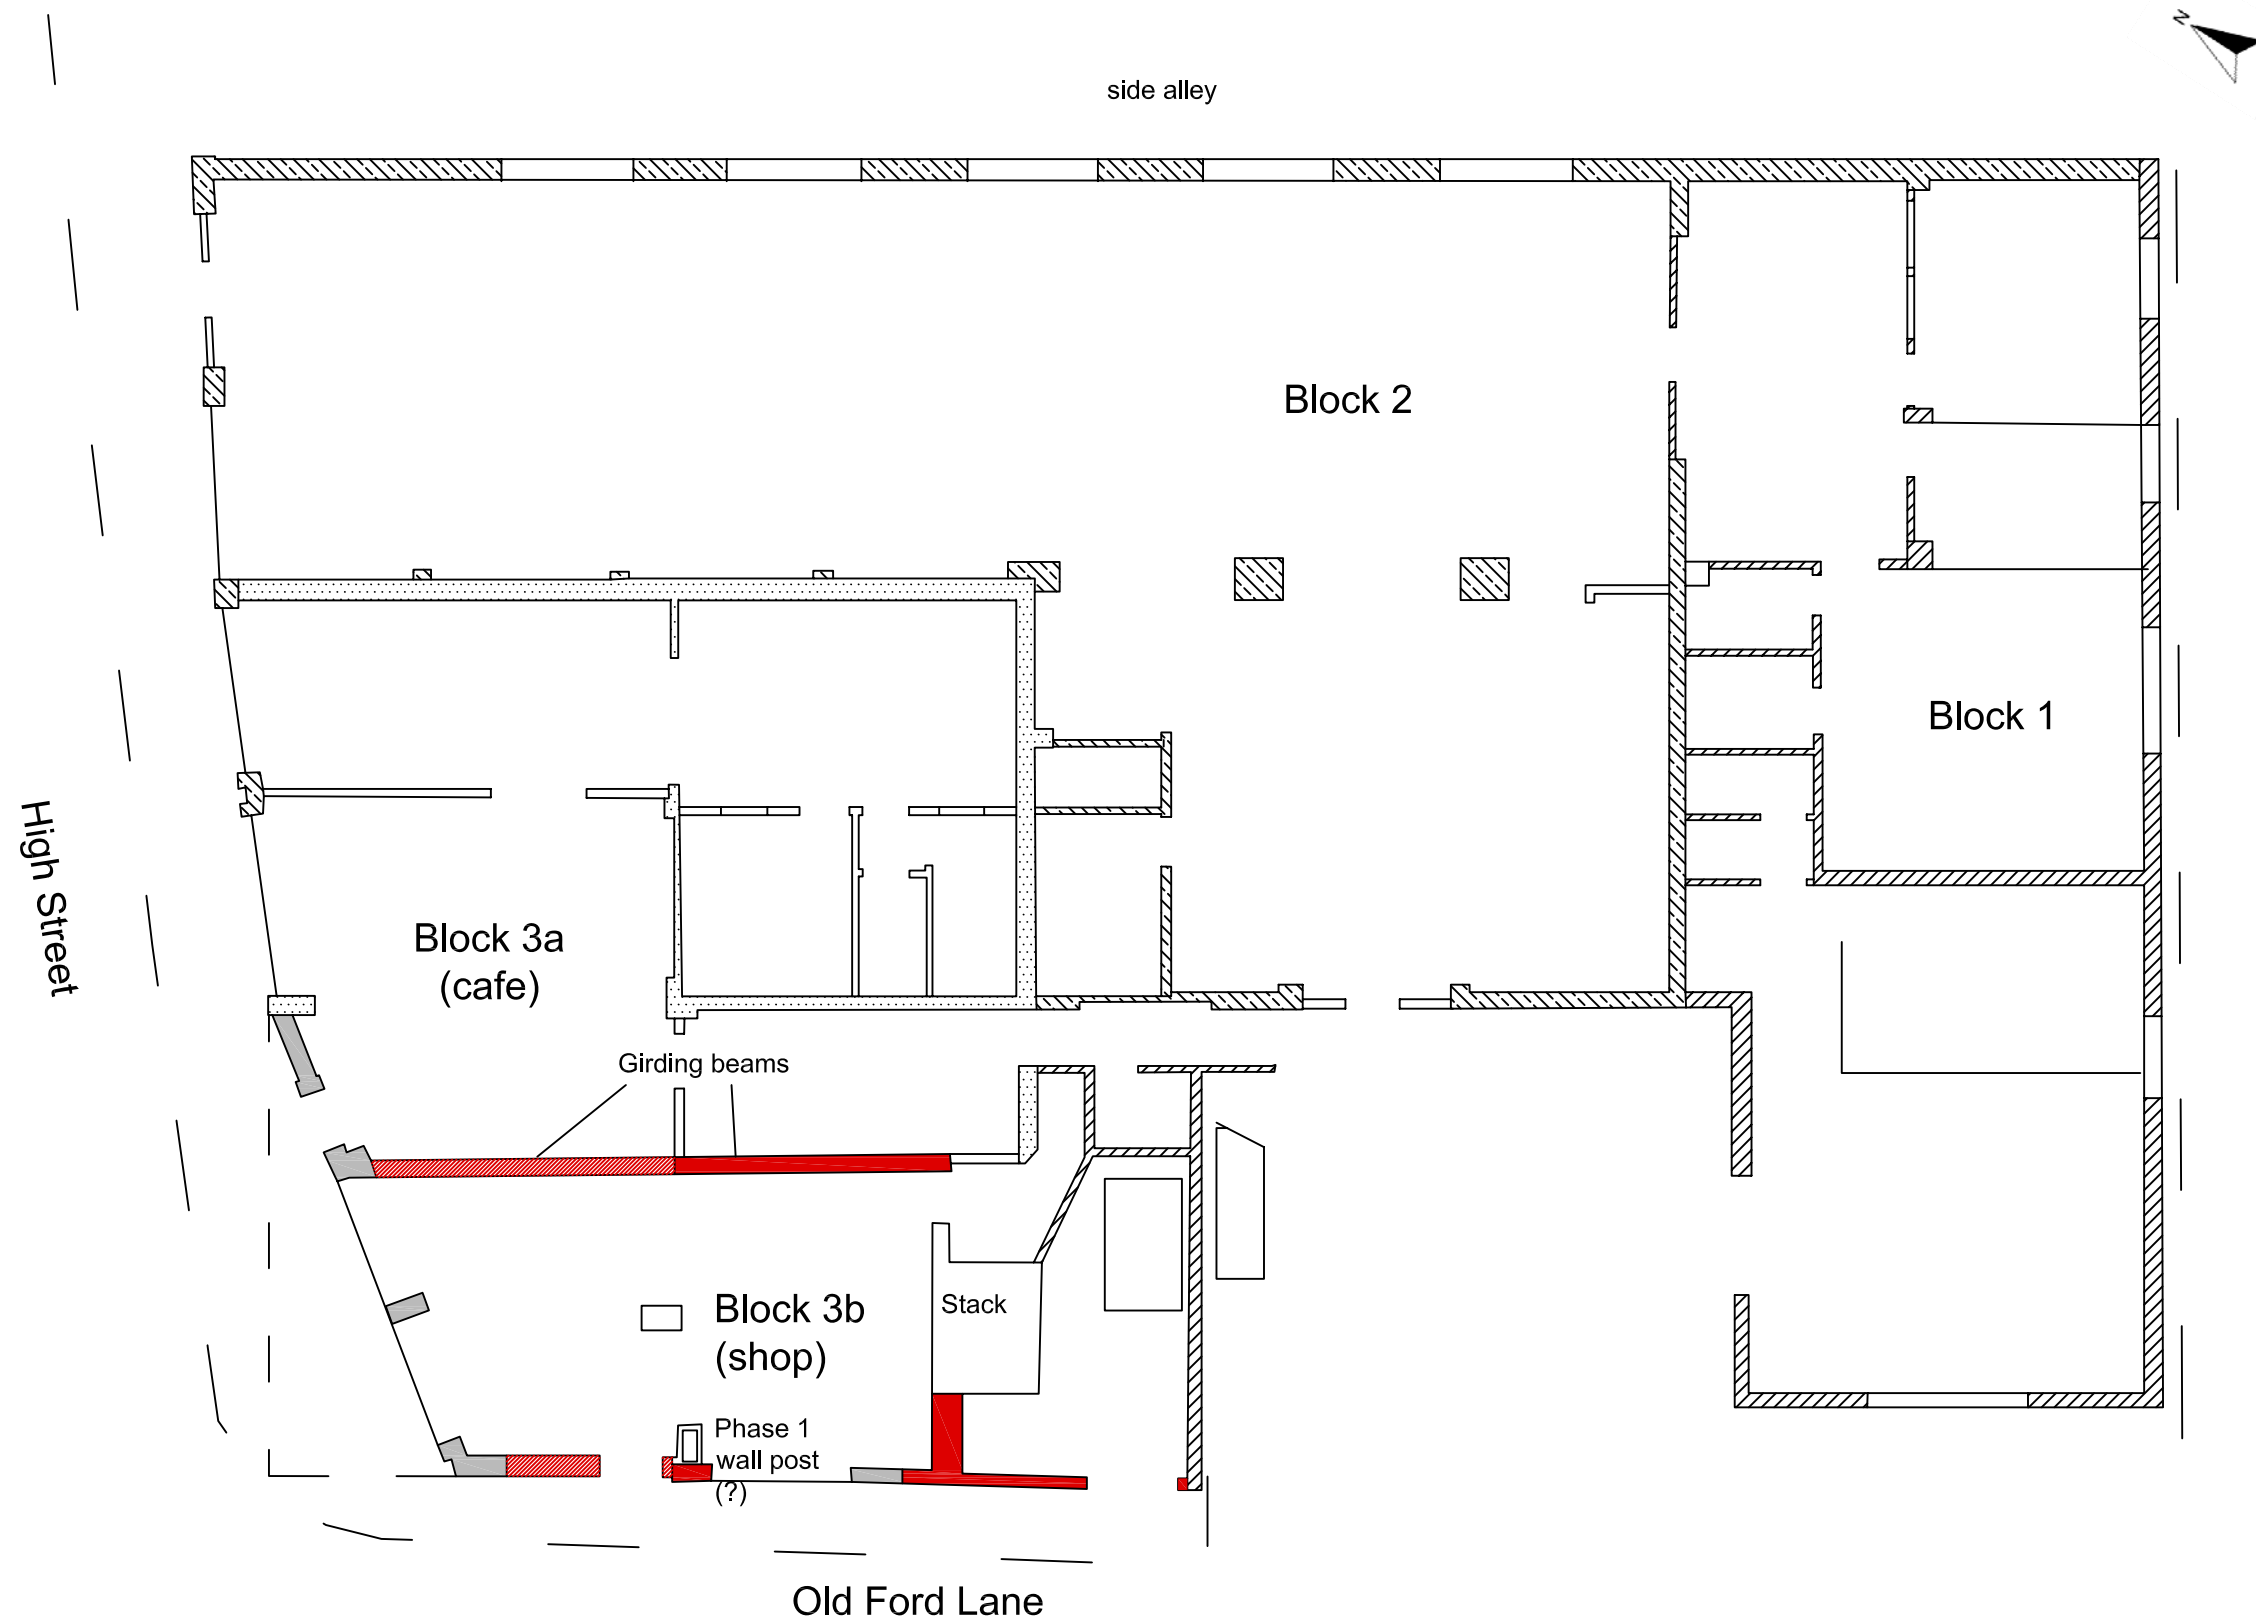 N
side alley
Block 2
Block 1
High Street
Block 3a
(cafe)
Girding beams
Block 3b
(shop)
Stack
Phase 1
wall post
(?)
Old Ford Lane